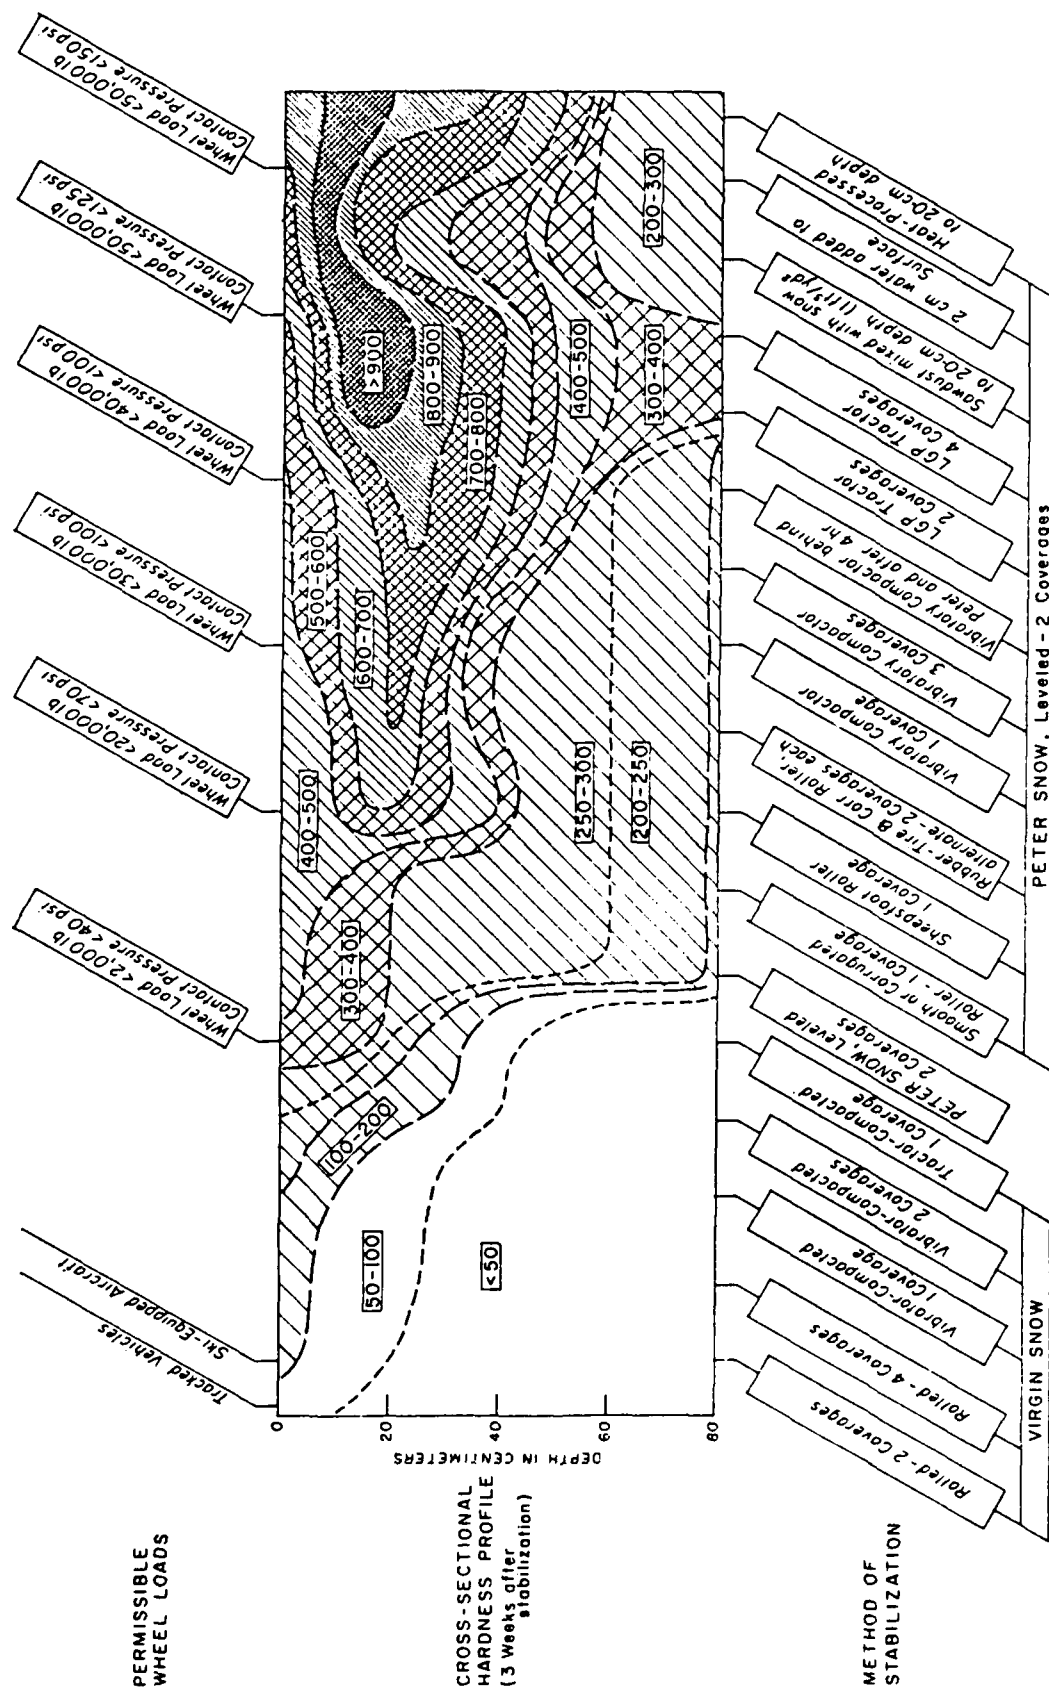 PERMISSIBLE
WHEEL LOADS
Tracked Vehicles
Ski-Equipped Aircraft
Wheel Load <2,000 lb
Contact Pressure <40 psi
Wheel Load <20,000 lb
Contact Pressure <70 psi
Wheel Load <30,000 lb
Contact Pressure <100 psi
Wheel Load <40,000 lb
Contact Pressure <100 psi
Wheel Load <50,000 lb
Contact Pressure <125 psi
Wheel Load <50,000 lb
Contact Pressure <150 psi
CROSS-SECTIONAL
HARDNESS PROFILE
(3 Weeks after
stabilization)
DEPTH IN CENTIMETERS
0
20
40
60
80
50-100
<50
100-200
300-400
400-500
500-600
600-700
700-800
800-900
>900
250-300
200-250
400-500
300-400
200-300
METHOD OF
STABILIZATION
Rolled - 2 Coverages
Rolled - 4 Coverages
Vibrator-Compacted
1 Coverage
Vibrator-Compacted
2 Coverages
Tractor-Compacted
1 Coverage
PETER SNOW, Leveled
2 Coverages
Smooth or Corrugated
Roller - 1 Coverage
Sheepsfoot Roller
1 Coverage
Rubber-Tire & Corr Roller,
alternate-2 Coverages each
Vibratory Compactor
1 Coverage
Vibratory Compactor
3 Coverages
Vibratory Compactor behind
Peter and after 4 hr
LGP Tractor
2 Coverages
LGP Tractor
4 Coverages
Sawdust mixed with snow
to 20-cm depth (1 ft³/yd²
2 cm water added to
Surface
Heat-Processed
to 20-cm depth
VIRGIN SNOW
PETER SNOW, Leveled - 2 Coverages